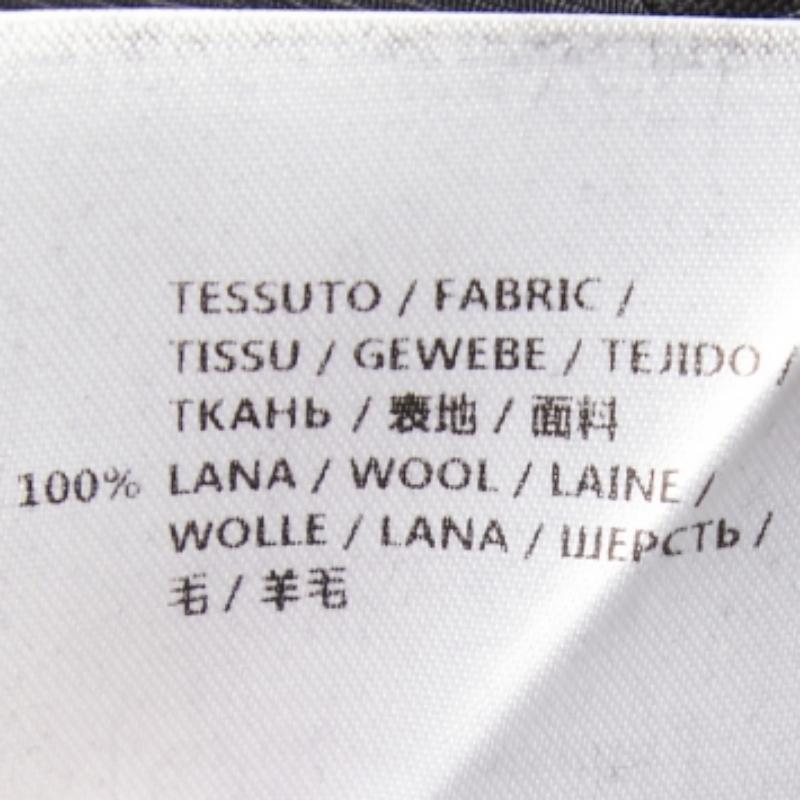 TESSUTO / FABRIC /
TISSU / GEWEBE / TEJIDO /
ТКАНЬ / 表地 / 面料
100% LANA / WOOL / LAINE /
WOLLE / LANA / ШЕРСТЬ /
毛 / 羊毛